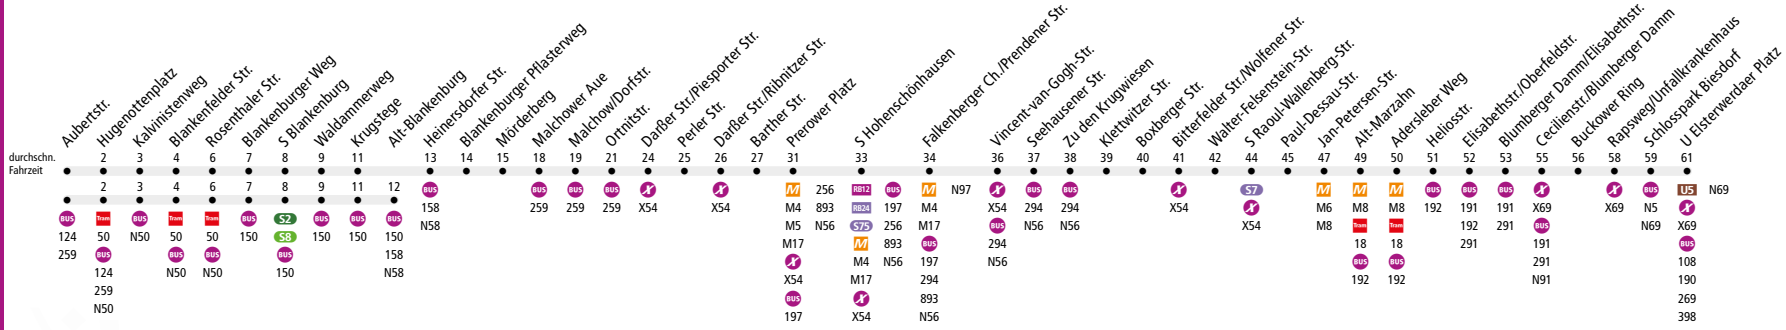 Aubertstr.
Hugenottenplatz
Kalvinistenweg
Blankenfelder Str.
Rosenthaler Str.
Blankenburger Weg
S Blankenburg
Waldammerweg
Krugstege
Alt-Blankenburg
Heinersdorfer Str.
Blankenburger Pflasterweg
Mörderberg
Malchower Aue
Malchow/Dorfstr.
Ortnitstr.
Darßer Str./Piesporter Str.
Perler Str.
Darßer Str./Ribnitzer Str.
Barther Str.
Prerower Platz
S Hohenschönhausen
Falkenberger Ch./Prendener Str.
Vincent-van-Gogh-Str.
Seehausener Str.
Zu den Krugwiesen
Klettwitzer Str.
Boxberger Str.
Bitterfelder Str./Wolfener Str.
Walter-Felsenstein-Str.
S Raoul-Wallenberg-Str.
Paul-Dessau-Str.
Jan-Petersen-Str.
Alt-Marzahn
Adersleber Weg
Heliosstr.
Elisabethstr./Oberfeldstr.
Blumberger Damm/Elisabethstr.
Cecilienstr./Blumberger Damm
Buckower Ring
Rapsweg/Unfallkrankenhaus
Schlosspark Biesdorf
U Elsterwerdaer Platz
durchschn.
Fahrzeit
2 3 4 6 7 8 9 11 13 14 15 18 19 21 24 25 26 27 31 33 34 36 37 38 39 40 41 42 44 45 47 49 50 51 52 53 55 56 58 59 61
2 3 4 6 7 8 9 11 12
BUS
124
259
Tram
50
BUS
124
259
N50
BUS
N50
Tram
50
BUS
N50
Tram
50
BUS
N50
BUS
150
S2
S8
BUS
150
BUS
150
BUS
150
BUS
150
158
N58
BUS
158
N58
BUS
259
BUS
259
BUS
259
X
X54
X
X54
M
M4
M5
M17
X
X54
BUS
197
256
893
N56
RB12
RB24
S75
M
M4
M17
X
X54
BUS
197
256
893
N56
M
M4
M17
BUS
197
294
893
N56
N97
X
X54
BUS
294
N56
BUS
294
N56
BUS
294
N56
X
X54
S7
X
X54
M
M6
M8
M
M8
Tram
18
BUS
192
M
M8
Tram
18
BUS
192
BUS
192
BUS
191
192
291
BUS
191
291
X
X69
BUS
191
291
N91
X
X69
BUS
N5
N69
U5
X
X69
BUS
108
190
269
398
N69